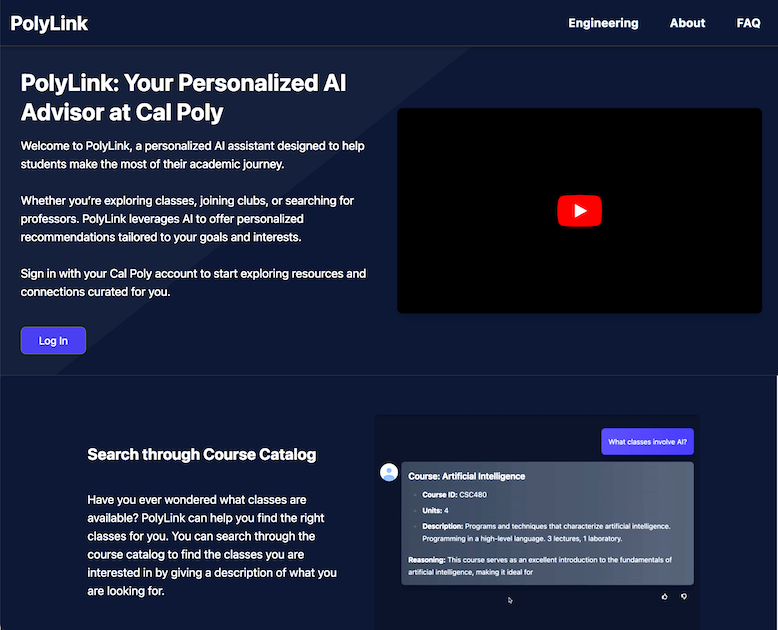 PolyLink
Engineering
About
FAQ
PolyLink: Your Personalized AI
Advisor at Cal Poly
Welcome to PolyLink, a personalized AI assistant designed to help
students make the most of their academic journey.
Whether you’re exploring classes, joining clubs, or searching for
professors. PolyLink leverages AI to offer personalized
recommendations tailored to your goals and interests.
Sign in with your Cal Poly account to start exploring resources and
connections curated for you.
Log In
Search through Course Catalog
Have you ever wondered what classes are
available? PolyLink can help you find the right
classes for you. You can search through the
course catalog to find the classes you are
interested in by giving a description of what you
are looking for.
What classes involve AI?
Course: Artificial Intelligence
Course ID: CSC480
Units: 4
Description: Programs and techniques that characterize artificial intelligence.
Programming in a high-level language. 3 lectures, 1 laboratory.
Reasoning: This course serves as an excellent introduction to the fundamentals of
artificial intelligence, making it ideal for